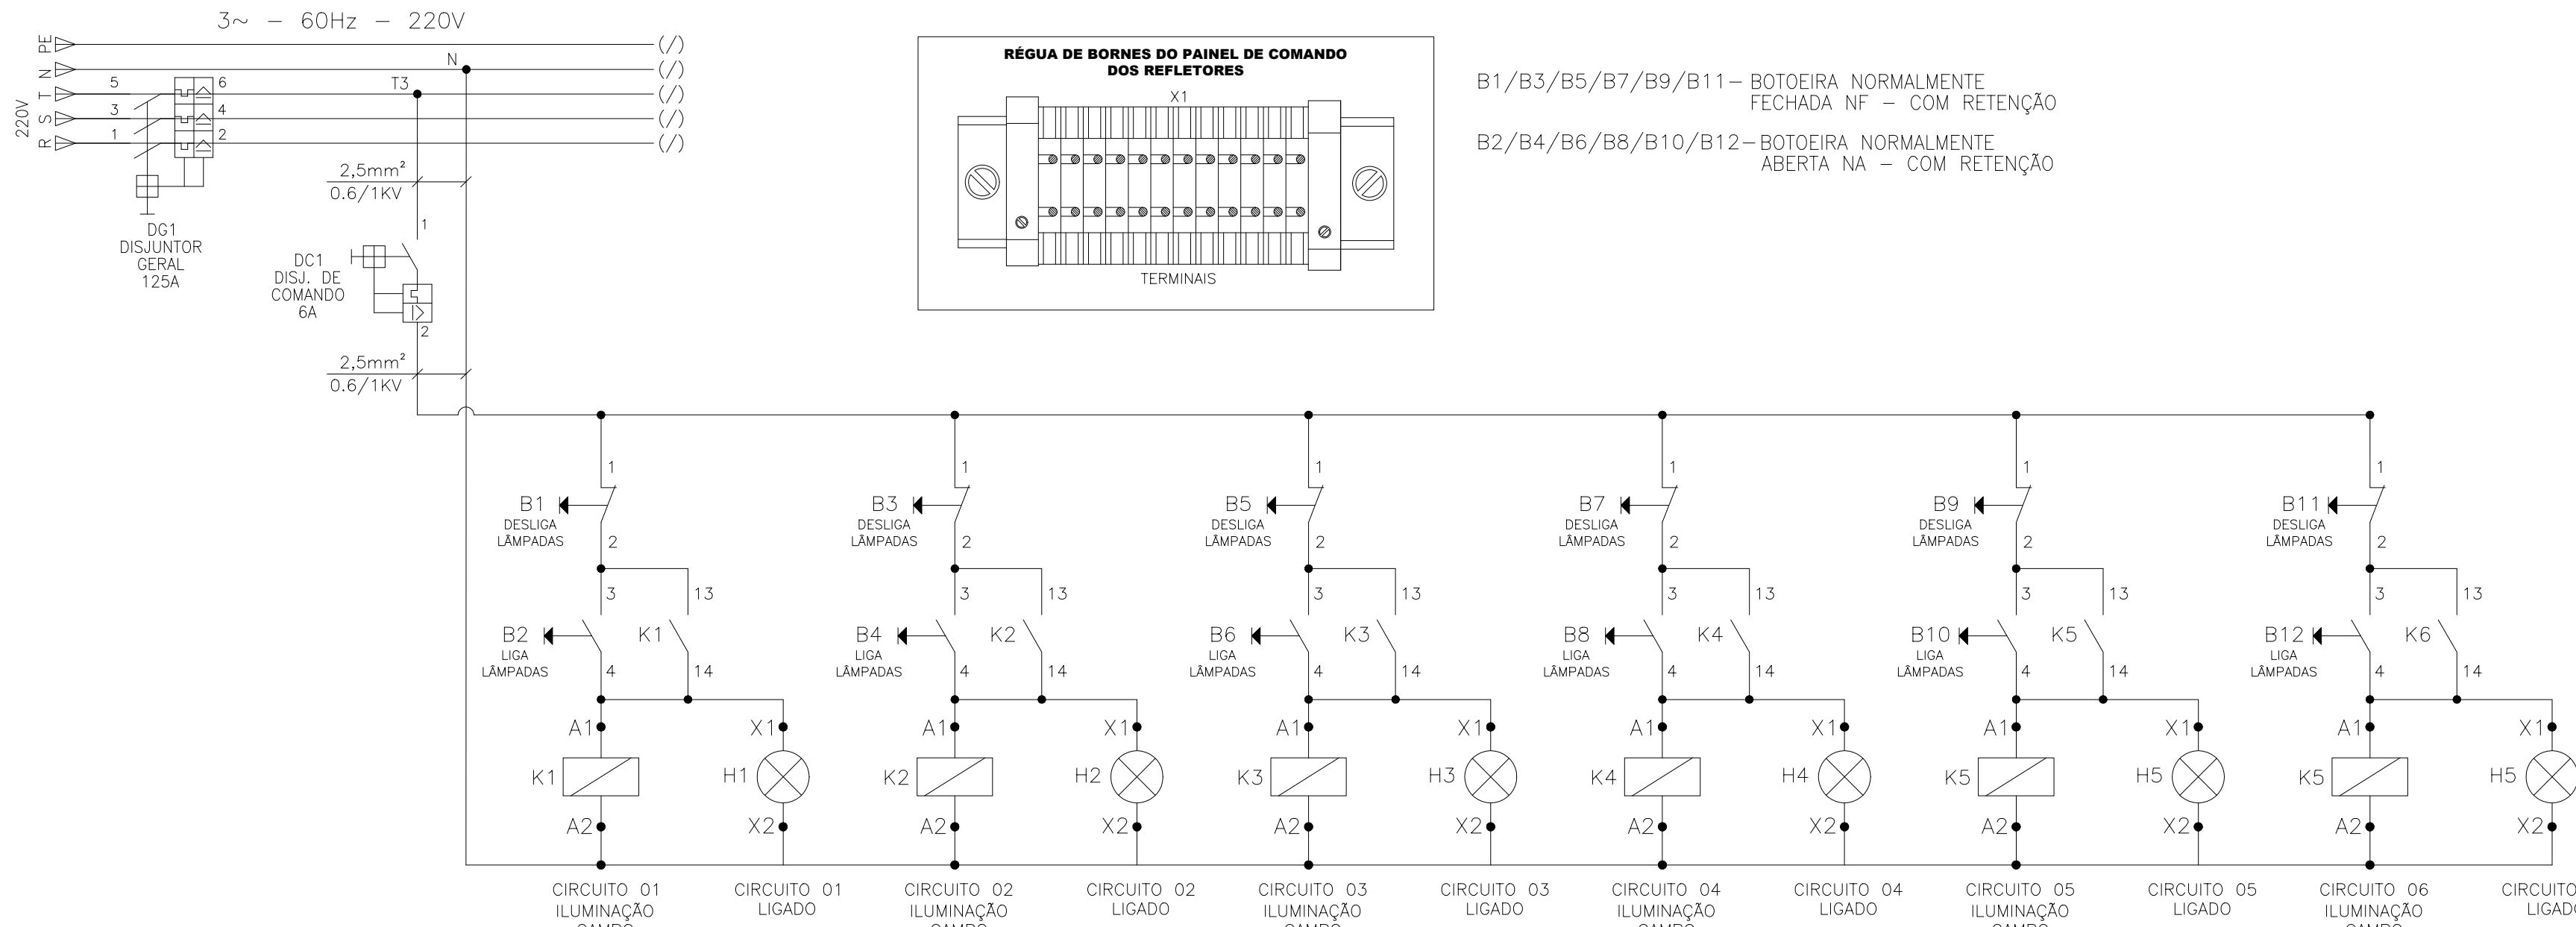 3~ - 60Hz - 220V
PE
N
T
S
R
220V
5
3
1
6
4
2
N
T3
(/)
(/)
(/)
(/)
(/)
2,5mm²
0.6/1KV
DG1
DISJUNTOR
GERAL
125A
1
DC1
DISJ. DE
COMANDO
6A
2
2,5mm²
0.6/1KV
RÉGUA DE BORNES DO PAINEL DE COMANDO
DOS REFLETORES
X1
TERMINAIS
B1/B3/B5/B7/B9/B11- BOTOEIRA NORMALMENTE
FECHADA NF - COM RETENÇÃO
B2/B4/B6/B8/B10/B12-BOTOEIRA NORMALMENTE
ABERTA NA - COM RETENÇÃO
1
B1
DESLIGA
LÂMPADAS
2
3
13
B2
LIGA
LÂMPADAS
K1
4
14
A1
X1
K1
H1
A2
X2
CIRCUITO 01
ILUMINAÇÃO
CAMPO
CIRCUITO 01
LIGADO
1
B3
DESLIGA
LÂMPADAS
2
3
13
B4
LIGA
LÂMPADAS
K2
4
14
A1
X1
K2
H2
A2
X2
CIRCUITO 02
ILUMINAÇÃO
CAMPO
CIRCUITO 02
LIGADO
1
B5
DESLIGA
LÂMPADAS
2
3
13
B6
LIGA
LÂMPADAS
K3
4
14
A1
X1
K3
H3
A2
X2
CIRCUITO 03
ILUMINAÇÃO
CAMPO
CIRCUITO 03
LIGADO
1
B7
DESLIGA
LÂMPADAS
2
3
13
B8
LIGA
LÂMPADAS
K4
4
14
A1
X1
K4
H4
A2
X2
CIRCUITO 04
ILUMINAÇÃO
CAMPO
CIRCUITO 04
LIGADO
1
B9
DESLIGA
LÂMPADAS
2
3
13
B10
LIGA
LÂMPADAS
K5
4
14
A1
X1
K5
H5
A2
X2
CIRCUITO 05
ILUMINAÇÃO
CAMPO
CIRCUITO 05
LIGADO
1
B11
DESLIGA
LÂMPADAS
2
3
13
B12
LIGA
LÂMPADAS
K6
4
14
A1
X1
K5
H5
A2
X2
CIRCUITO 06
ILUMINAÇÃO
CAMPO
CIRCUITO
LIGADO